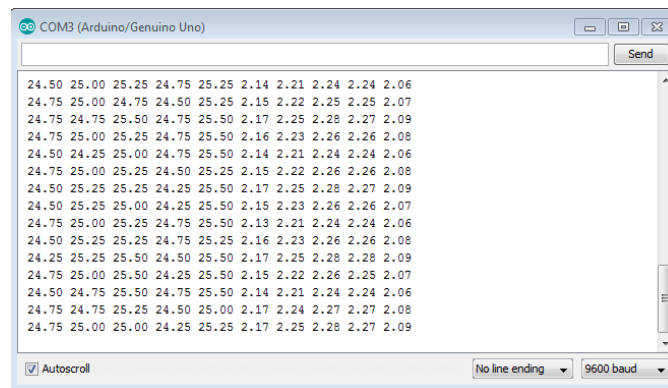 COM3 (Arduino/Genuino Uno)
Send
24.50 25.00 25.25 24.75 25.25 2.14 2.21 2.24 2.24 2.06
24.75 25.00 24.75 24.50 25.25 2.15 2.22 2.25 2.25 2.07
24.75 24.75 25.50 24.75 25.50 2.17 2.25 2.28 2.27 2.09
24.75 25.00 25.25 24.75 25.50 2.16 2.23 2.26 2.26 2.08
24.50 24.25 25.00 24.75 25.50 2.14 2.21 2.24 2.24 2.06
24.75 25.00 25.25 24.50 25.25 2.15 2.22 2.26 2.26 2.08
24.50 25.25 25.25 24.25 25.50 2.17 2.25 2.28 2.27 2.09
24.50 25.25 25.00 24.25 25.50 2.15 2.23 2.26 2.26 2.07
24.75 25.00 25.25 24.75 25.25 2.13 2.21 2.24 2.24 2.06
24.50 25.25 25.25 24.75 25.25 2.16 2.23 2.26 2.26 2.08
24.25 25.25 25.50 24.50 25.50 2.17 2.25 2.28 2.28 2.09
24.75 25.00 25.50 24.25 25.50 2.15 2.22 2.26 2.25 2.07
24.50 24.75 25.50 24.75 25.50 2.14 2.21 2.24 2.24 2.06
24.75 24.75 25.25 24.50 25.00 2.17 2.24 2.27 2.27 2.08
24.75 25.00 25.00 24.25 25.25 2.17 2.25 2.28 2.27 2.09
Autoscroll
No line ending
9600 baud